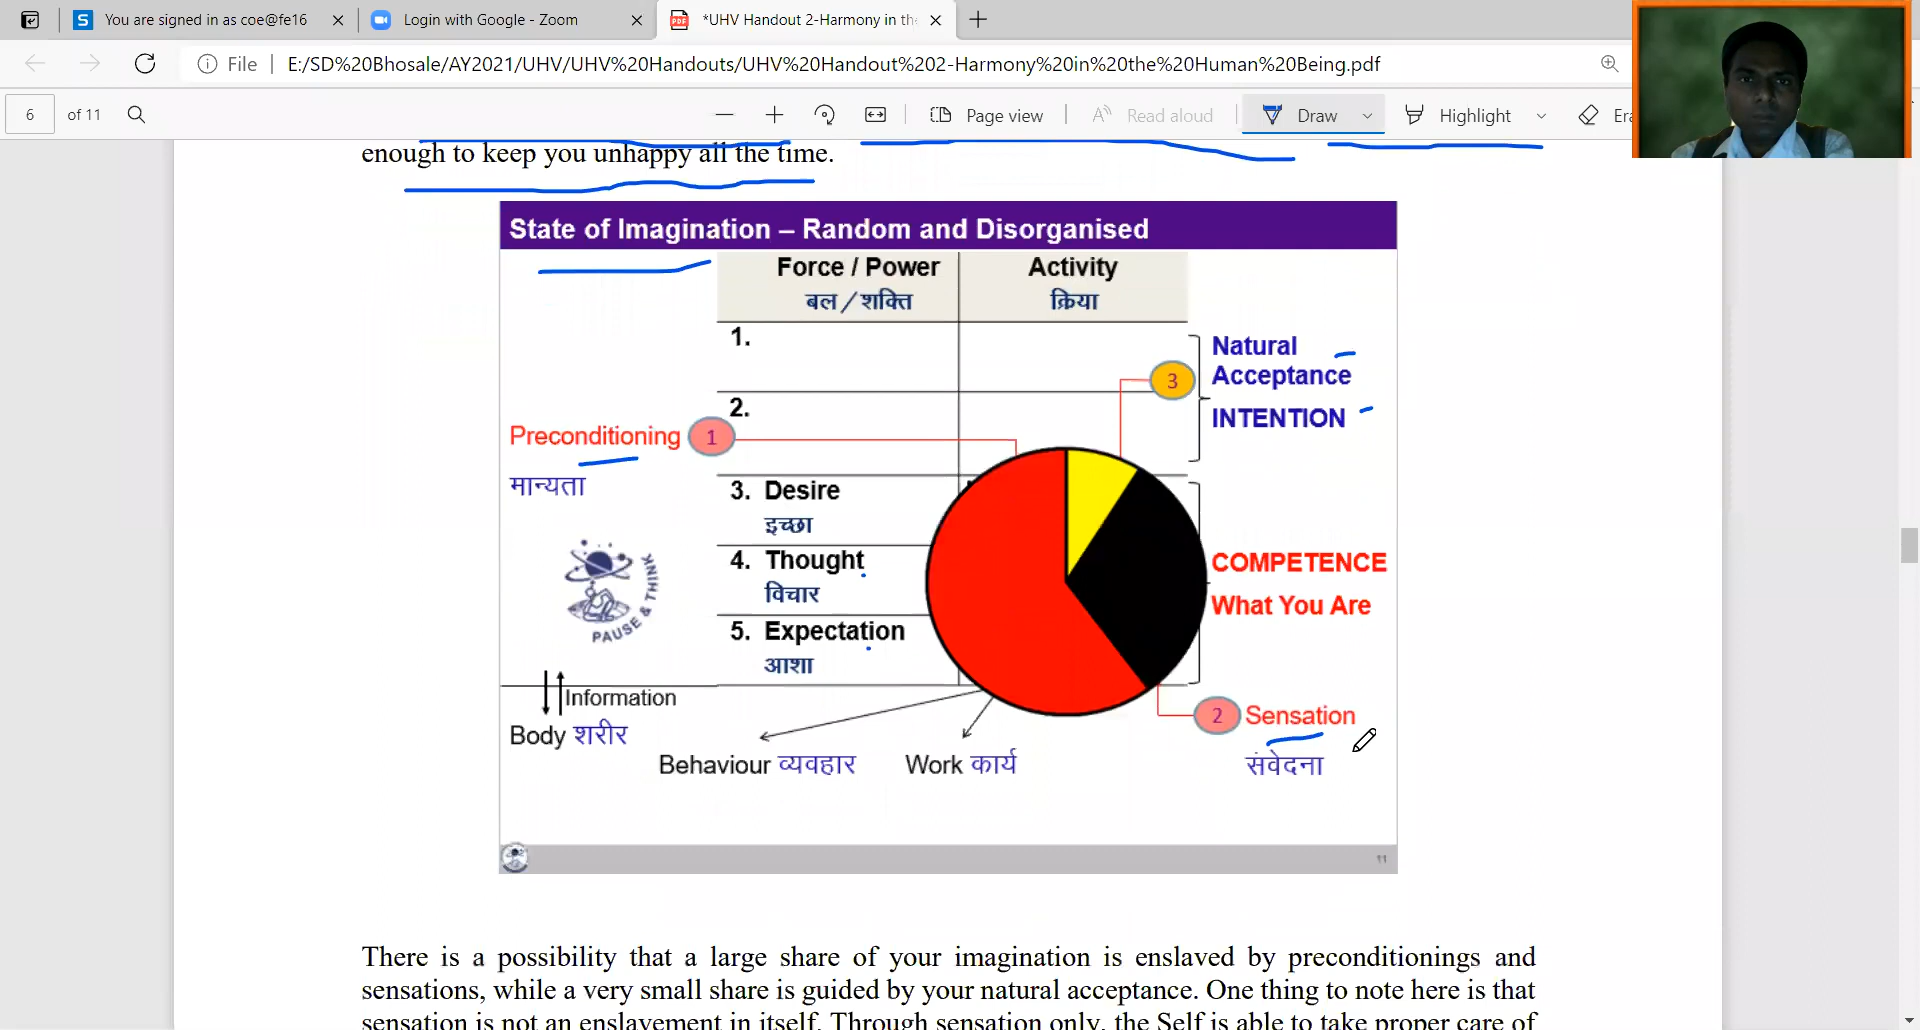 You are signed in as coe@fe16
Login with Google - Zoom
*UHV Handout 2-Harmony in the
File
E:/SD%20Bhosale/AY2021/UHV/UHV%20Handouts/UHV%20Handout%202-Harmony%20in%20the%20Human%20Being.pdf
6 of 11
Page view
Read aloud
Draw
Highlight
Era
enough to keep you unhappy all the time.
State of Imagination – Random and Disorganised
Force / Power
Activity
बल / शक्ति
क्रिया
1.
Natural
3
Acceptance
2.
INTENTION
Preconditioning
1
मान्यता
3. Desire
इच्छा
4. Thought
COMPETENCE
विचार
What You Are
5. Expectation
आशा
PAUSE & THINK
Information
2
Sensation
Body शरीर
Behaviour व्यवहार
Work कार्य
संवेदना
११
There is a possibility that a large share of your imagination is enslaved by preconditionings and
sensations, while a very small share is guided by your natural acceptance. One thing to note here is that
sensation is not an enslavement in itself. Through sensation only, the Self is able to take proper care of